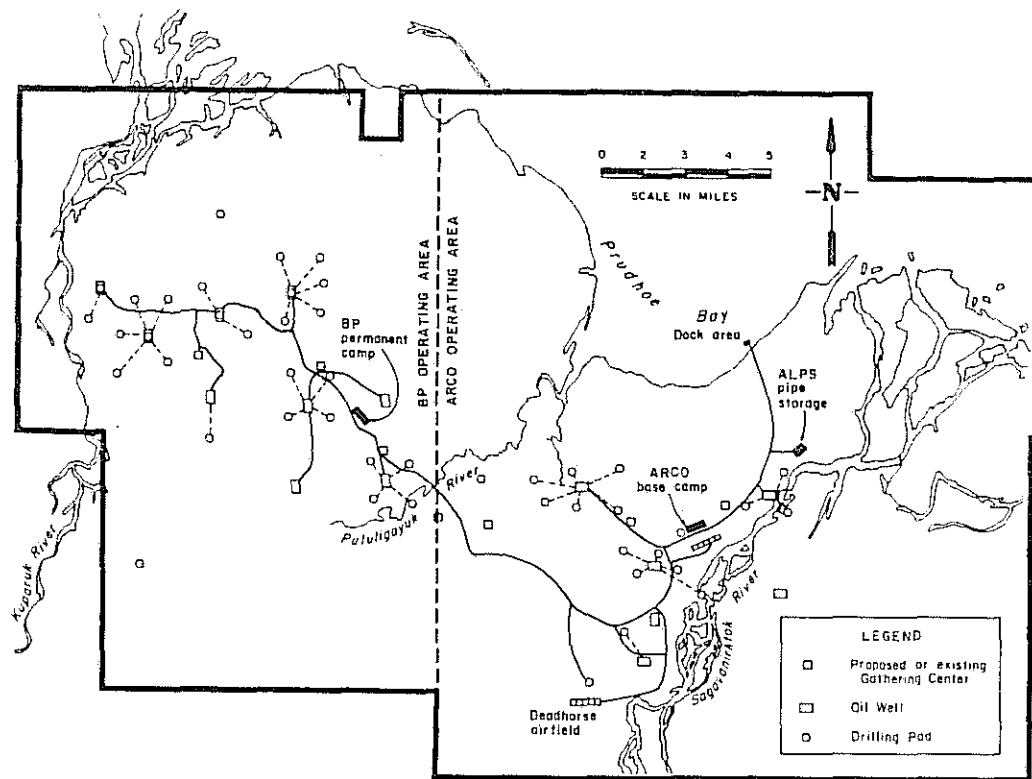 0 2 3 4 5
SCALE IN MILES
N
Prudhoe
Bay
Dock area
BP OPERATING AREA
ARCO OPERATING AREA
BP
permanent
camp
ALPS
pipe
storage
ARCO
base camp
River
Putuligayuk
Kuparuk River
River
Sagavanirktok
Deadhorse
airfield
LEGEND
Proposed or existing
Gathering Center
Oil Well
Drilling Pad